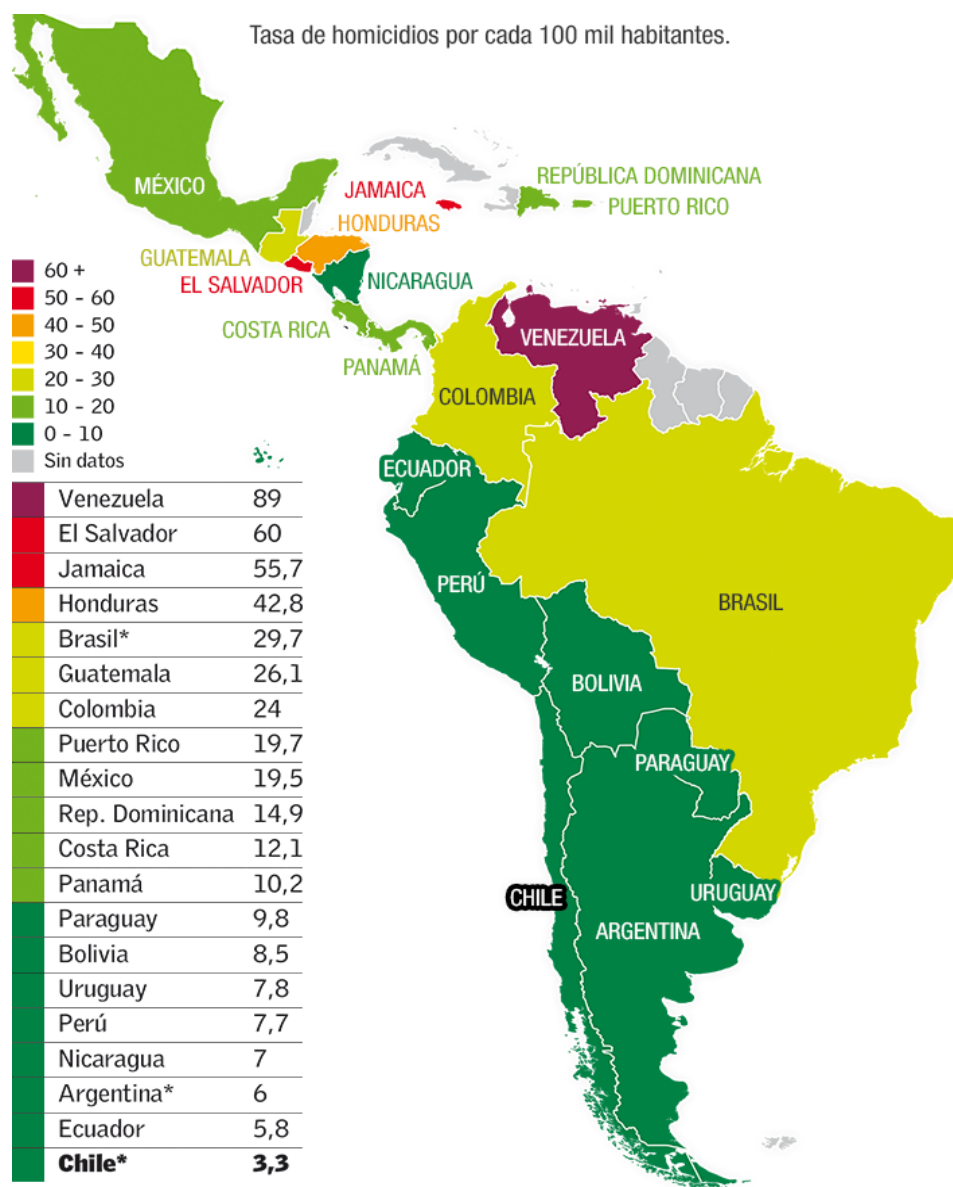 Tasa de homicidios por cada 100 mil habitantes.
MÉXICO
JAMAICA
REPÚBLICA DOMINICANA
PUERTO RICO
HONDURAS
GUATEMALA
EL SALVADOR
NICARAGUA
COSTA RICA
PANAMÁ
VENEZUELA
COLOMBIA
ECUADOR
PERÚ
BRASIL
BOLIVIA
PARAGUAY
CHILE
URUGUAY
ARGENTINA
60 +
50 - 60
40 - 50
30 - 40
20 - 30
10 - 20
0 - 10
Sin datos
Venezuela 89
El Salvador 60
Jamaica 55,7
Honduras 42,8
Brasil* 29,7
Guatemala 26,1
Colombia 24
Puerto Rico 19,7
México 19,5
Rep. Dominicana 14,9
Costa Rica 12,1
Panamá 10,2
Paraguay 9,8
Bolivia 8,5
Uruguay 7,8
Perú 7,7
Nicaragua 7
Argentina* 6
Ecuador 5,8
Chile* 3,3